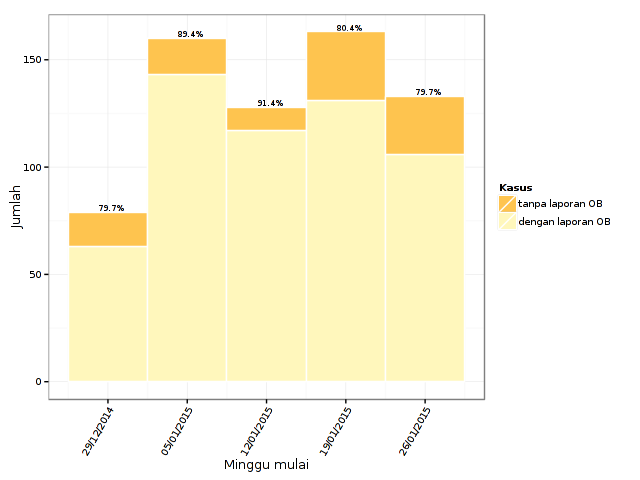 89.4%
80.4%
91.4%
79.7%
79.7%
150
100
50
0
Jumlah
29/12/2014
05/01/2015
12/01/2015
19/01/2015
26/01/2015
Minggu mulai
Kasus
tanpa laporan OB
dengan laporan OB